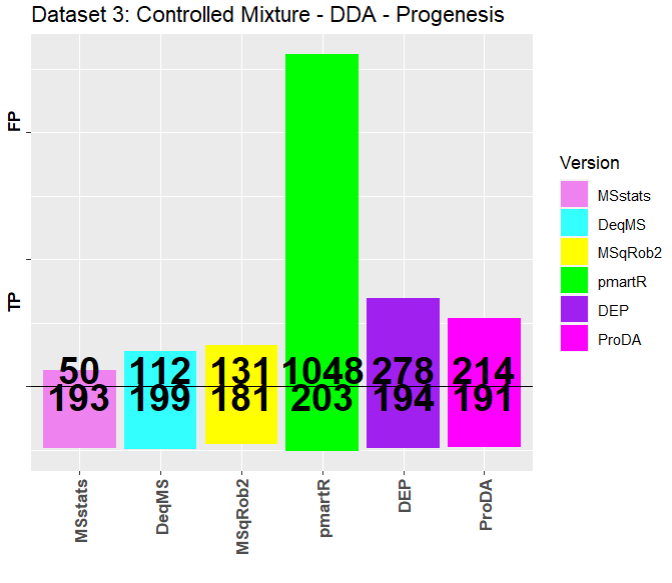 Dataset 3: Controlled Mixture - DDA - Progenesis
FP
TP
50 112 131 1048 278 214
193 199 181 203 194 191
MSstats DeqMS MSqRob2 pmartR DEP ProDA
Version
MSstats
DeqMS
MSqRob2
pmartR
DEP
ProDA